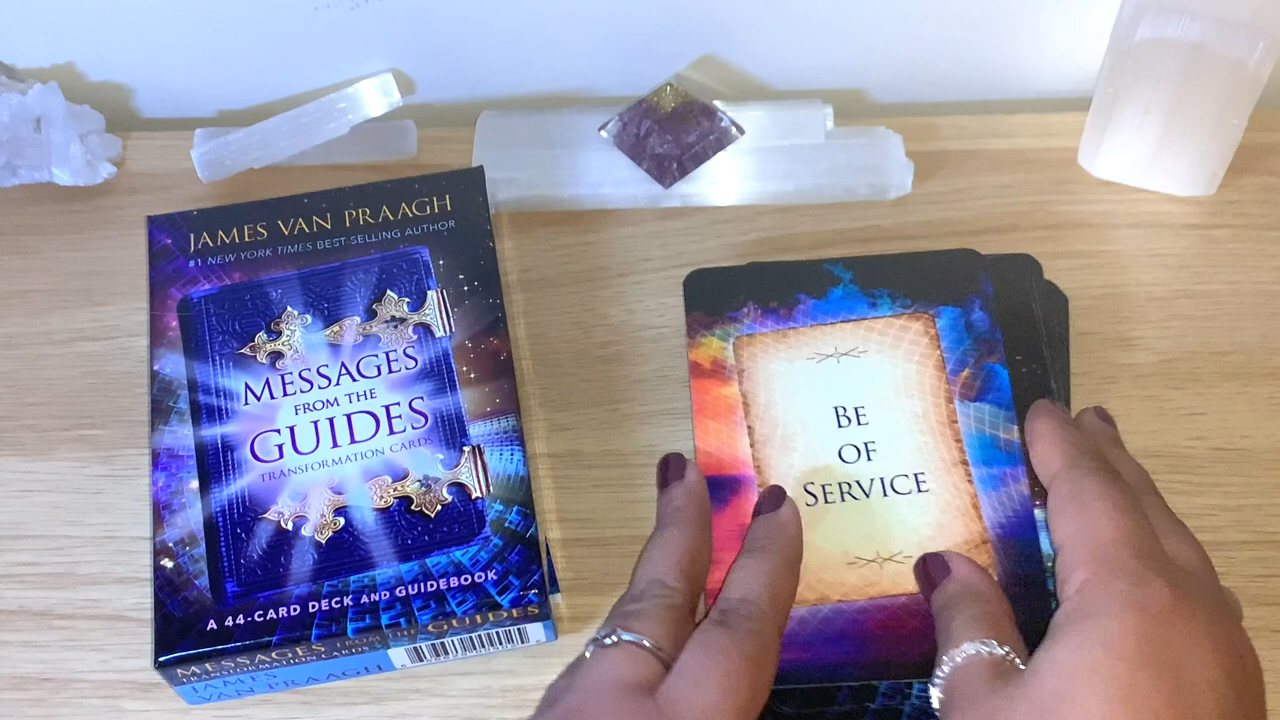 JAMES VAN PRAAGH
#1 NEW YORK TIMES BEST-SELLING AUTHOR
MESSAGES
FROM THE
GUIDES
TRANSFORMATION CARDS
A 44-CARD DECK AND GUIDEBOOK
MESSAGES FROM THE GUIDES
TRANSFORMATION CARDS
JAMES
VAN PRAAGH
BE
OF
SERVICE